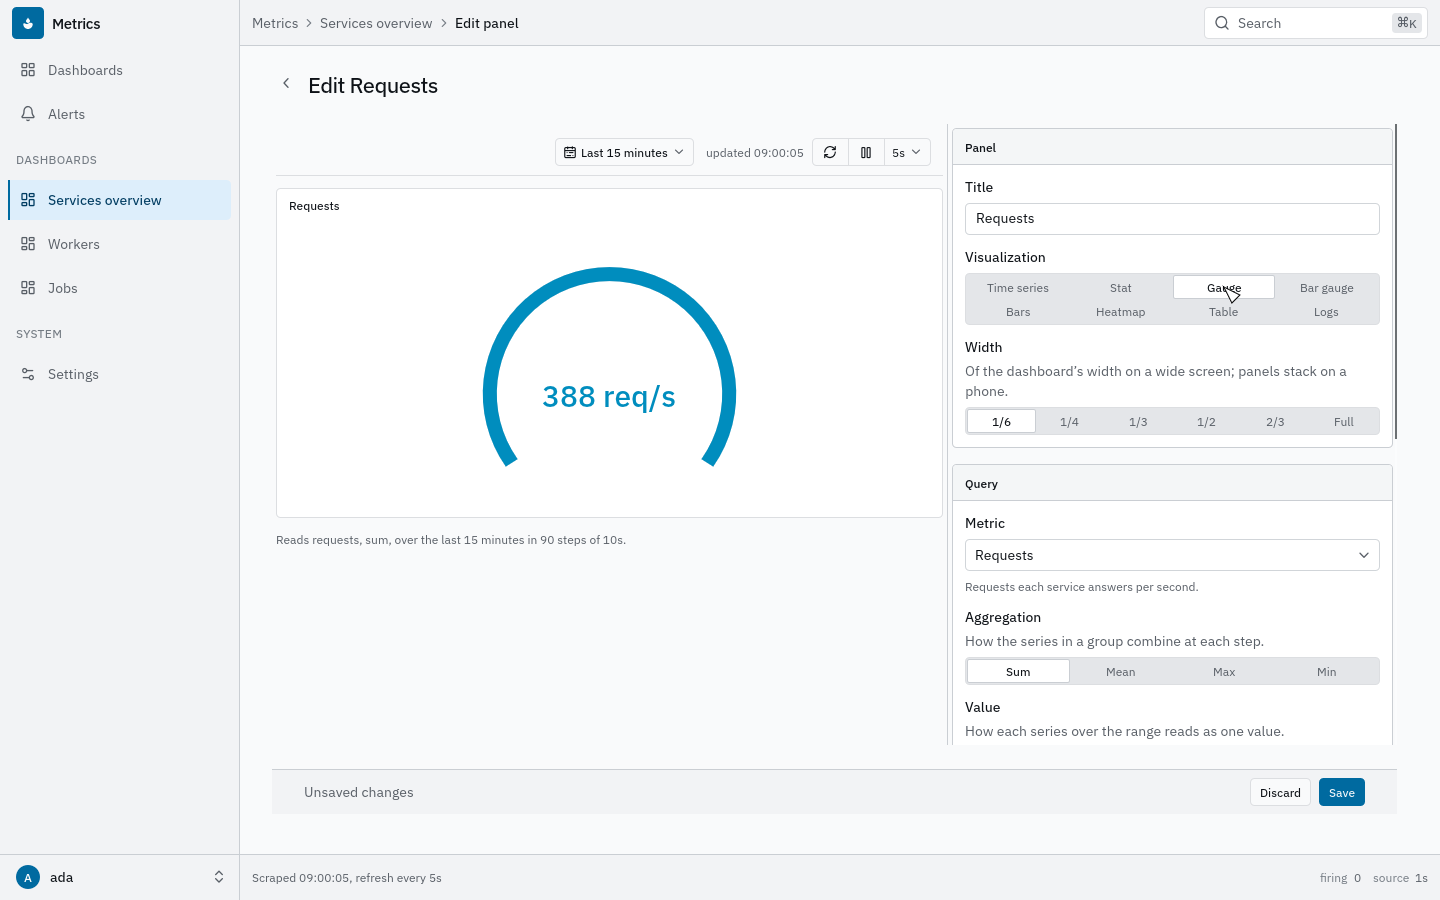 Metrics
Dashboards
Alerts
DASHBOARDS
Services overview
Workers
Jobs
SYSTEM
Settings
A ada
Metrics > Services overview > Edit panel
Search ⌘K
Edit Requests
Last 15 minutes updated 09:00:05 5s
Requests
388 req/s
Reads requests, sum, over the last 15 minutes in 90 steps of 10s.
Panel
Title
Requests
Visualization
Time series Stat Gauge Bar gauge
Bars Heatmap Table Logs
Width
Of the dashboard’s width on a wide screen; panels stack on a
phone.
1/6 1/4 1/3 1/2 2/3 Full
Query
Metric
Requests
Requests each service answers per second.
Aggregation
How the series in a group combine at each step.
Sum Mean Max Min
Value
How each series over the range reads as one value.
Unsaved changes Discard Save
Scraped 09:00:05, refresh every 5s firing 0 source 1s